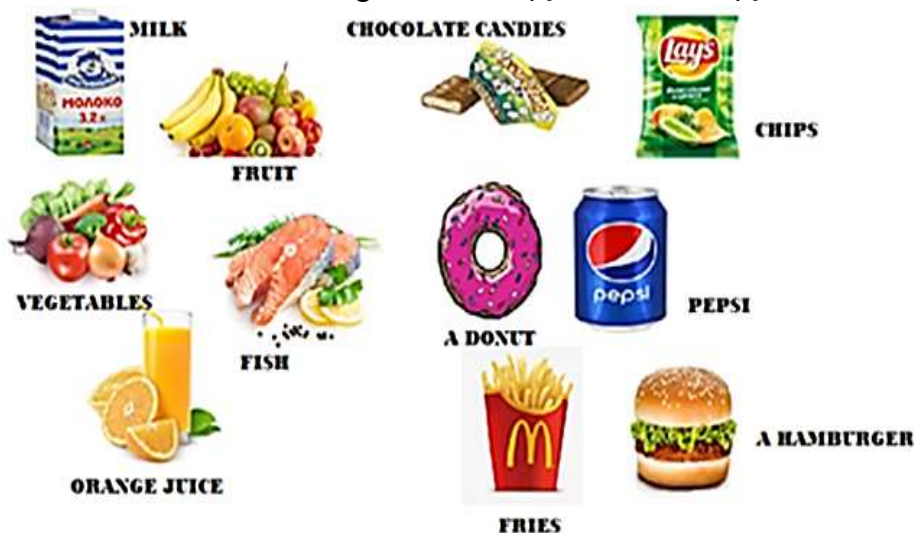 MILK
CHOCOLATE CANDIES
Lay's
МОЛОКО
3,2%
CHIPS
FRUIT
pepsi
VEGETABLES
PEPSI
A DONUT
FISH
A HAMBURGER
ORANGE JUICE
FRIES